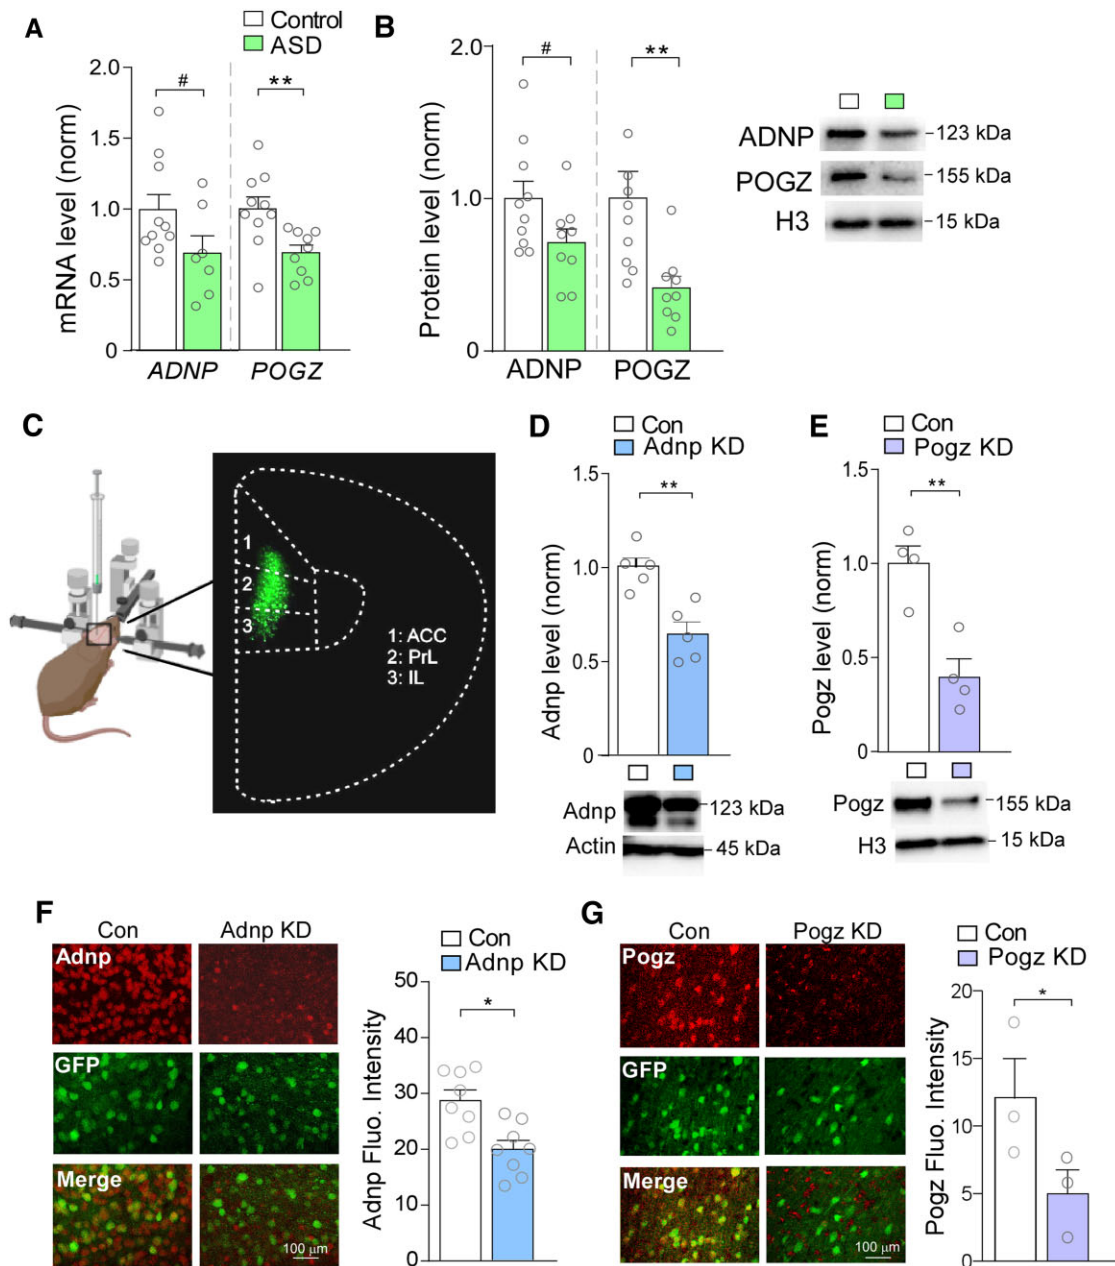 A
Control
ASD
mRNA level (norm)
2.0
1.5
1.0
0.5
0
#
**
ADNP
POGZ
B
Protein level (norm)
2.0
1.0
0
#
**
ADNP
POGZ
ADNP
123 kDa
POGZ
155 kDa
H3
15 kDa
C
1
2
3
1: ACC
2: PrL
3: IL
D
Con
Adnp KD
Adnp level (norm)
1.5
1.0
0.5
0
**
Adnp
123 kDa
Actin
45 kDa
E
Con
Pogz KD
Pogz level (norm)
1.5
1.0
0.5
0
**
Pogz
155 kDa
H3
15 kDa
F
Con
Adnp KD
Adnp
GFP
Merge
100 µm
Con
Adnp KD
Adnp Fluo. Intensity
50
40
30
20
10
0
*
G
Con
Pogz KD
Pogz
GFP
Merge
100 µm
Con
Pogz KD
Pogz Fluo. Intensity
20
15
10
5
0
*